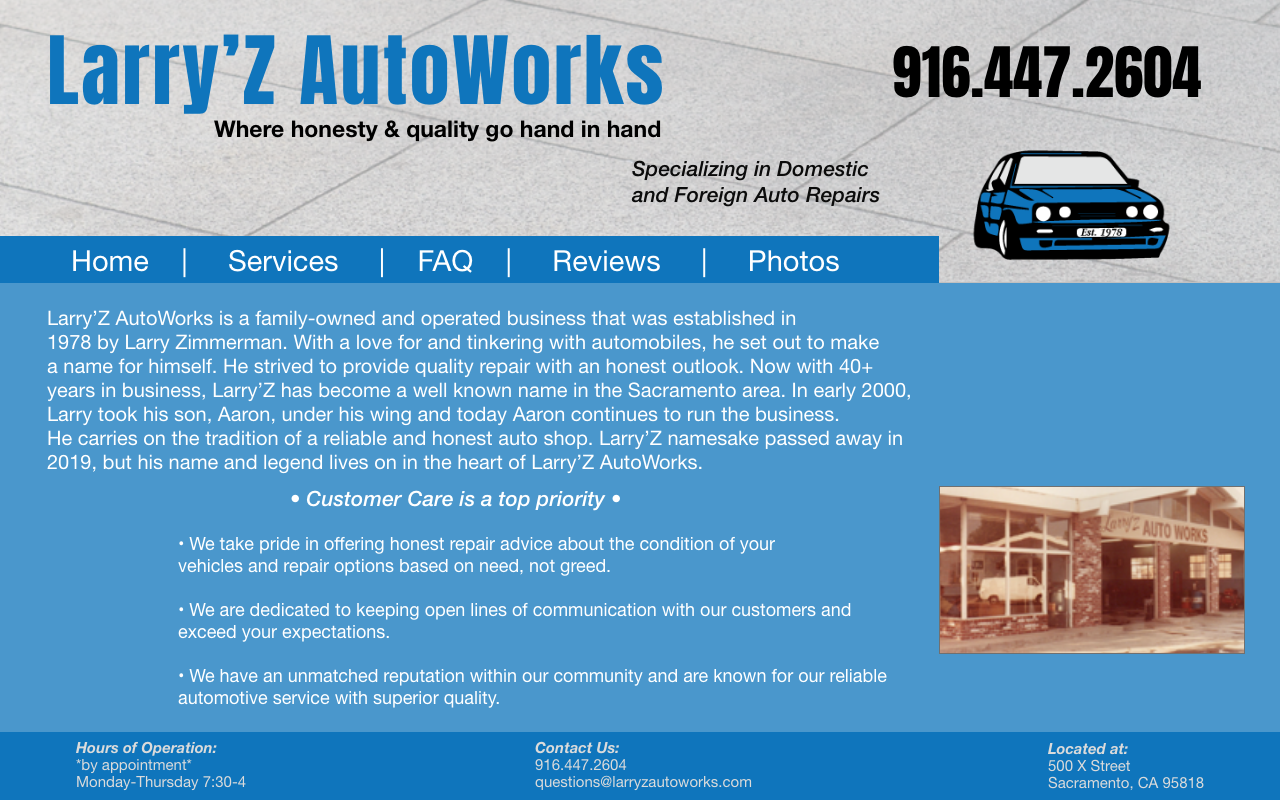 Larry’Z AutoWorks
916.447.2604
Where honesty & quality go hand in hand
Specializing in Domestic
and Foreign Auto Repairs
Est. 1978
Home | Services | FAQ | Reviews | Photos
Larry’Z AutoWorks is a family-owned and operated business that was established in
1978 by Larry Zimmerman. With a love for and tinkering with automobiles, he set out to make
a name for himself. He strived to provide quality repair with an honest outlook. Now with 40+
years in business, Larry’Z has become a well known name in the Sacramento area. In early 2000,
Larry took his son, Aaron, under his wing and today Aaron continues to run the business.
He carries on the tradition of a reliable and honest auto shop. Larry’Z namesake passed away in
2019, but his name and legend lives on in the heart of Larry’Z AutoWorks.
• Customer Care is a top priority •
• We take pride in offering honest repair advice about the condition of your
vehicles and repair options based on need, not greed.
• We are dedicated to keeping open lines of communication with our customers and
exceed your expectations.
• We have an unmatched reputation within our community and are known for our reliable
automotive service with superior quality.
Larry'Z AUTO WORKS
Hours of Operation:
*by appointment*
Monday-Thursday 7:30-4
Contact Us:
916.447.2604
questions@larryzautoworks.com
Located at:
500 X Street
Sacramento, CA 95818